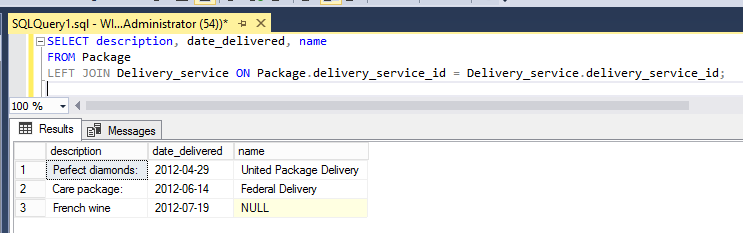 SQLQuery1.sql - WI...Administrator (54))*
SELECT description, date_delivered, name
FROM Package
LEFT JOIN Delivery_service ON Package.delivery_service_id = Delivery_service.delivery_service_id;
100 %
Results Messages
description date_delivered name
1 Perfect diamonds: 2012-04-29 United Package Delivery
2 Care package: 2012-06-14 Federal Delivery
3 French wine 2012-07-19 NULL